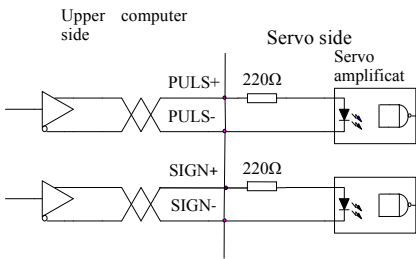 Upper computer
side
Servo side
Servo
amplificat
PULS+
220Ω
PULS-
SIGN+
220Ω
SIGN-